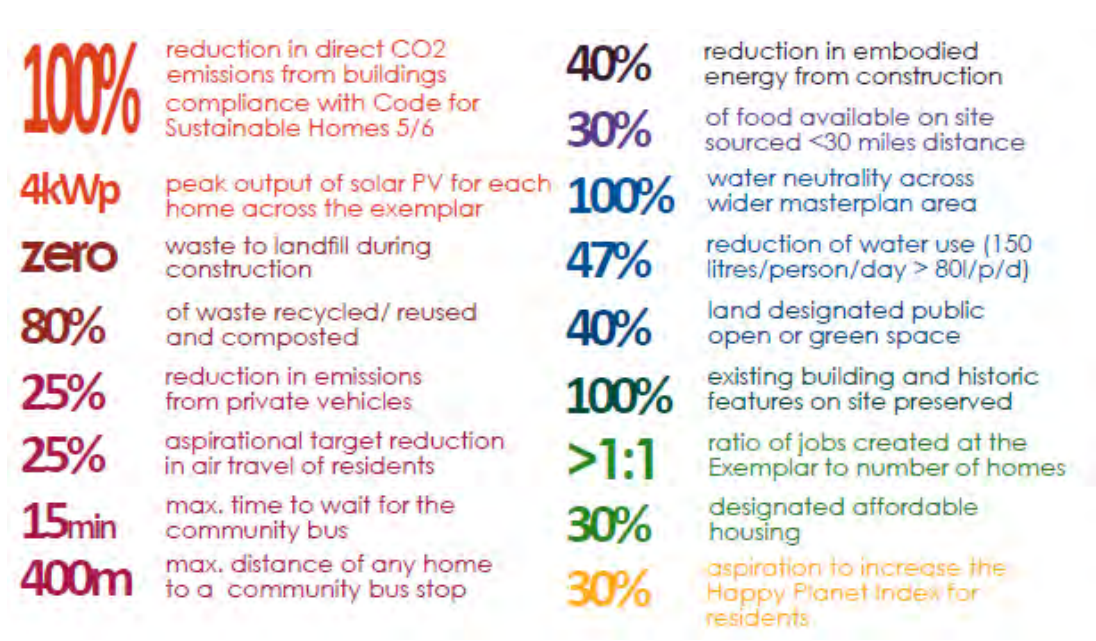 100%
reduction in direct CO2
emissions from buildings
compliance with Code for
Sustainable Homes 5/6
4kWp
peak output of solar PV for each
home across the exemplar
zero
waste to landfill during
construction
80%
of waste recycled/ reused
and composted
25%
reduction in emissions
from private vehicles
25%
aspirational target reduction
in air travel of residents
15min
max. time to wait for the
community bus
400m
max. distance of any home
to a community bus stop
40%
reduction in embodied
energy from construction
30%
of food available on site
sourced <30 miles distance
100%
water neutrality across
wider masterplan area
47%
reduction of water use (150
litres/person/day > 80l/p/d)
40%
land designated public
open or green space
100%
existing building and historic
features on site preserved
>1:1
ratio of jobs created at the
Exemplar to number of homes
30%
designated affordable
housing
30%
aspiration to increase the
Happy Planet Index for
residents